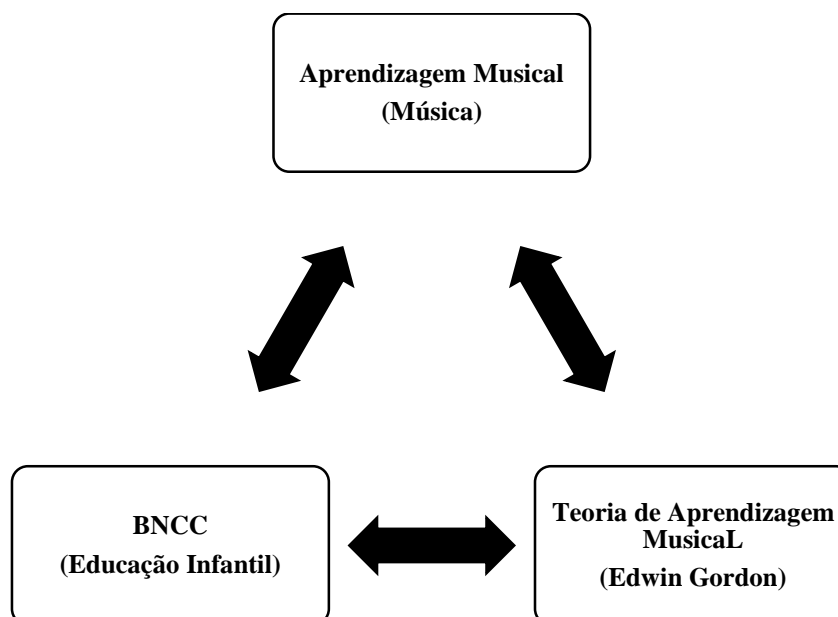 Aprendizagem Musical
(Música)
BNCC
(Educação Infantil)
Teoria de Aprendizagem
MusicaL
(Edwin Gordon)